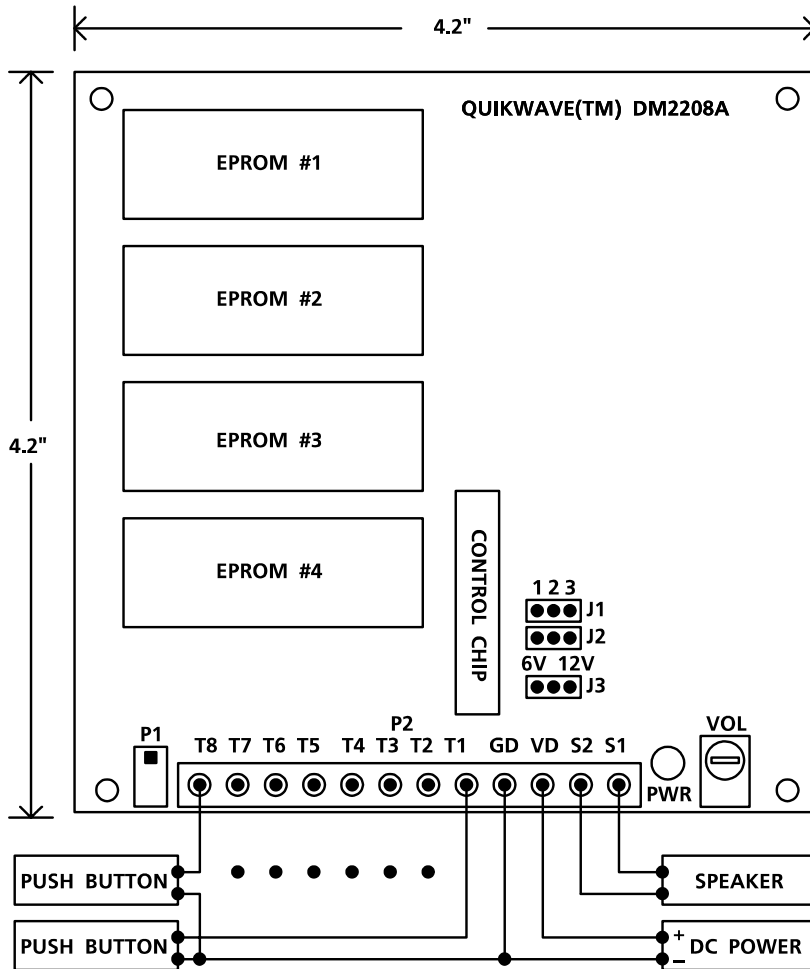 4.2"
QUIKWAVE(TM) DM2208A
EPROM #1
EPROM #2
EPROM #3
4.2"
EPROM #4
CONTROL CHIP
1 2 3
J1
J2
6V 12V
J3
P1
P2
VOL
T8 T7 T6 T5 T4 T3 T2 T1 GD VD S2 S1
PWR
PUSH BUTTON
SPEAKER
PUSH BUTTON
+ DC POWER
−